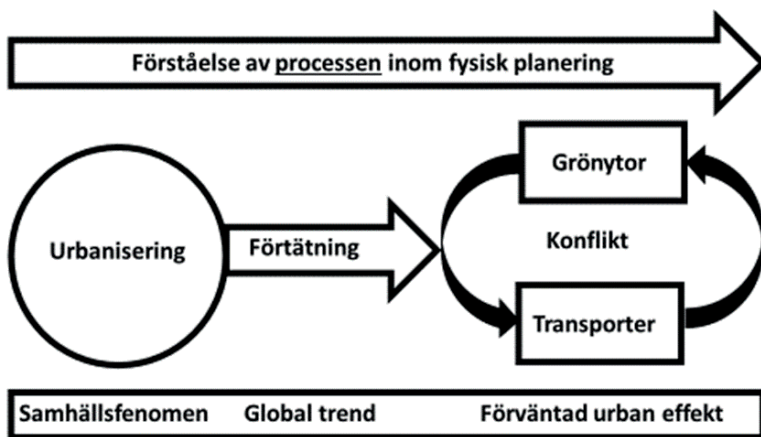 Förståelse av processen inom fysisk planering
Grönytor
Urbanisering
Förtätning
Konflikt
Transporter
Samhällsfenomen
Global trend
Förväntad urban effekt